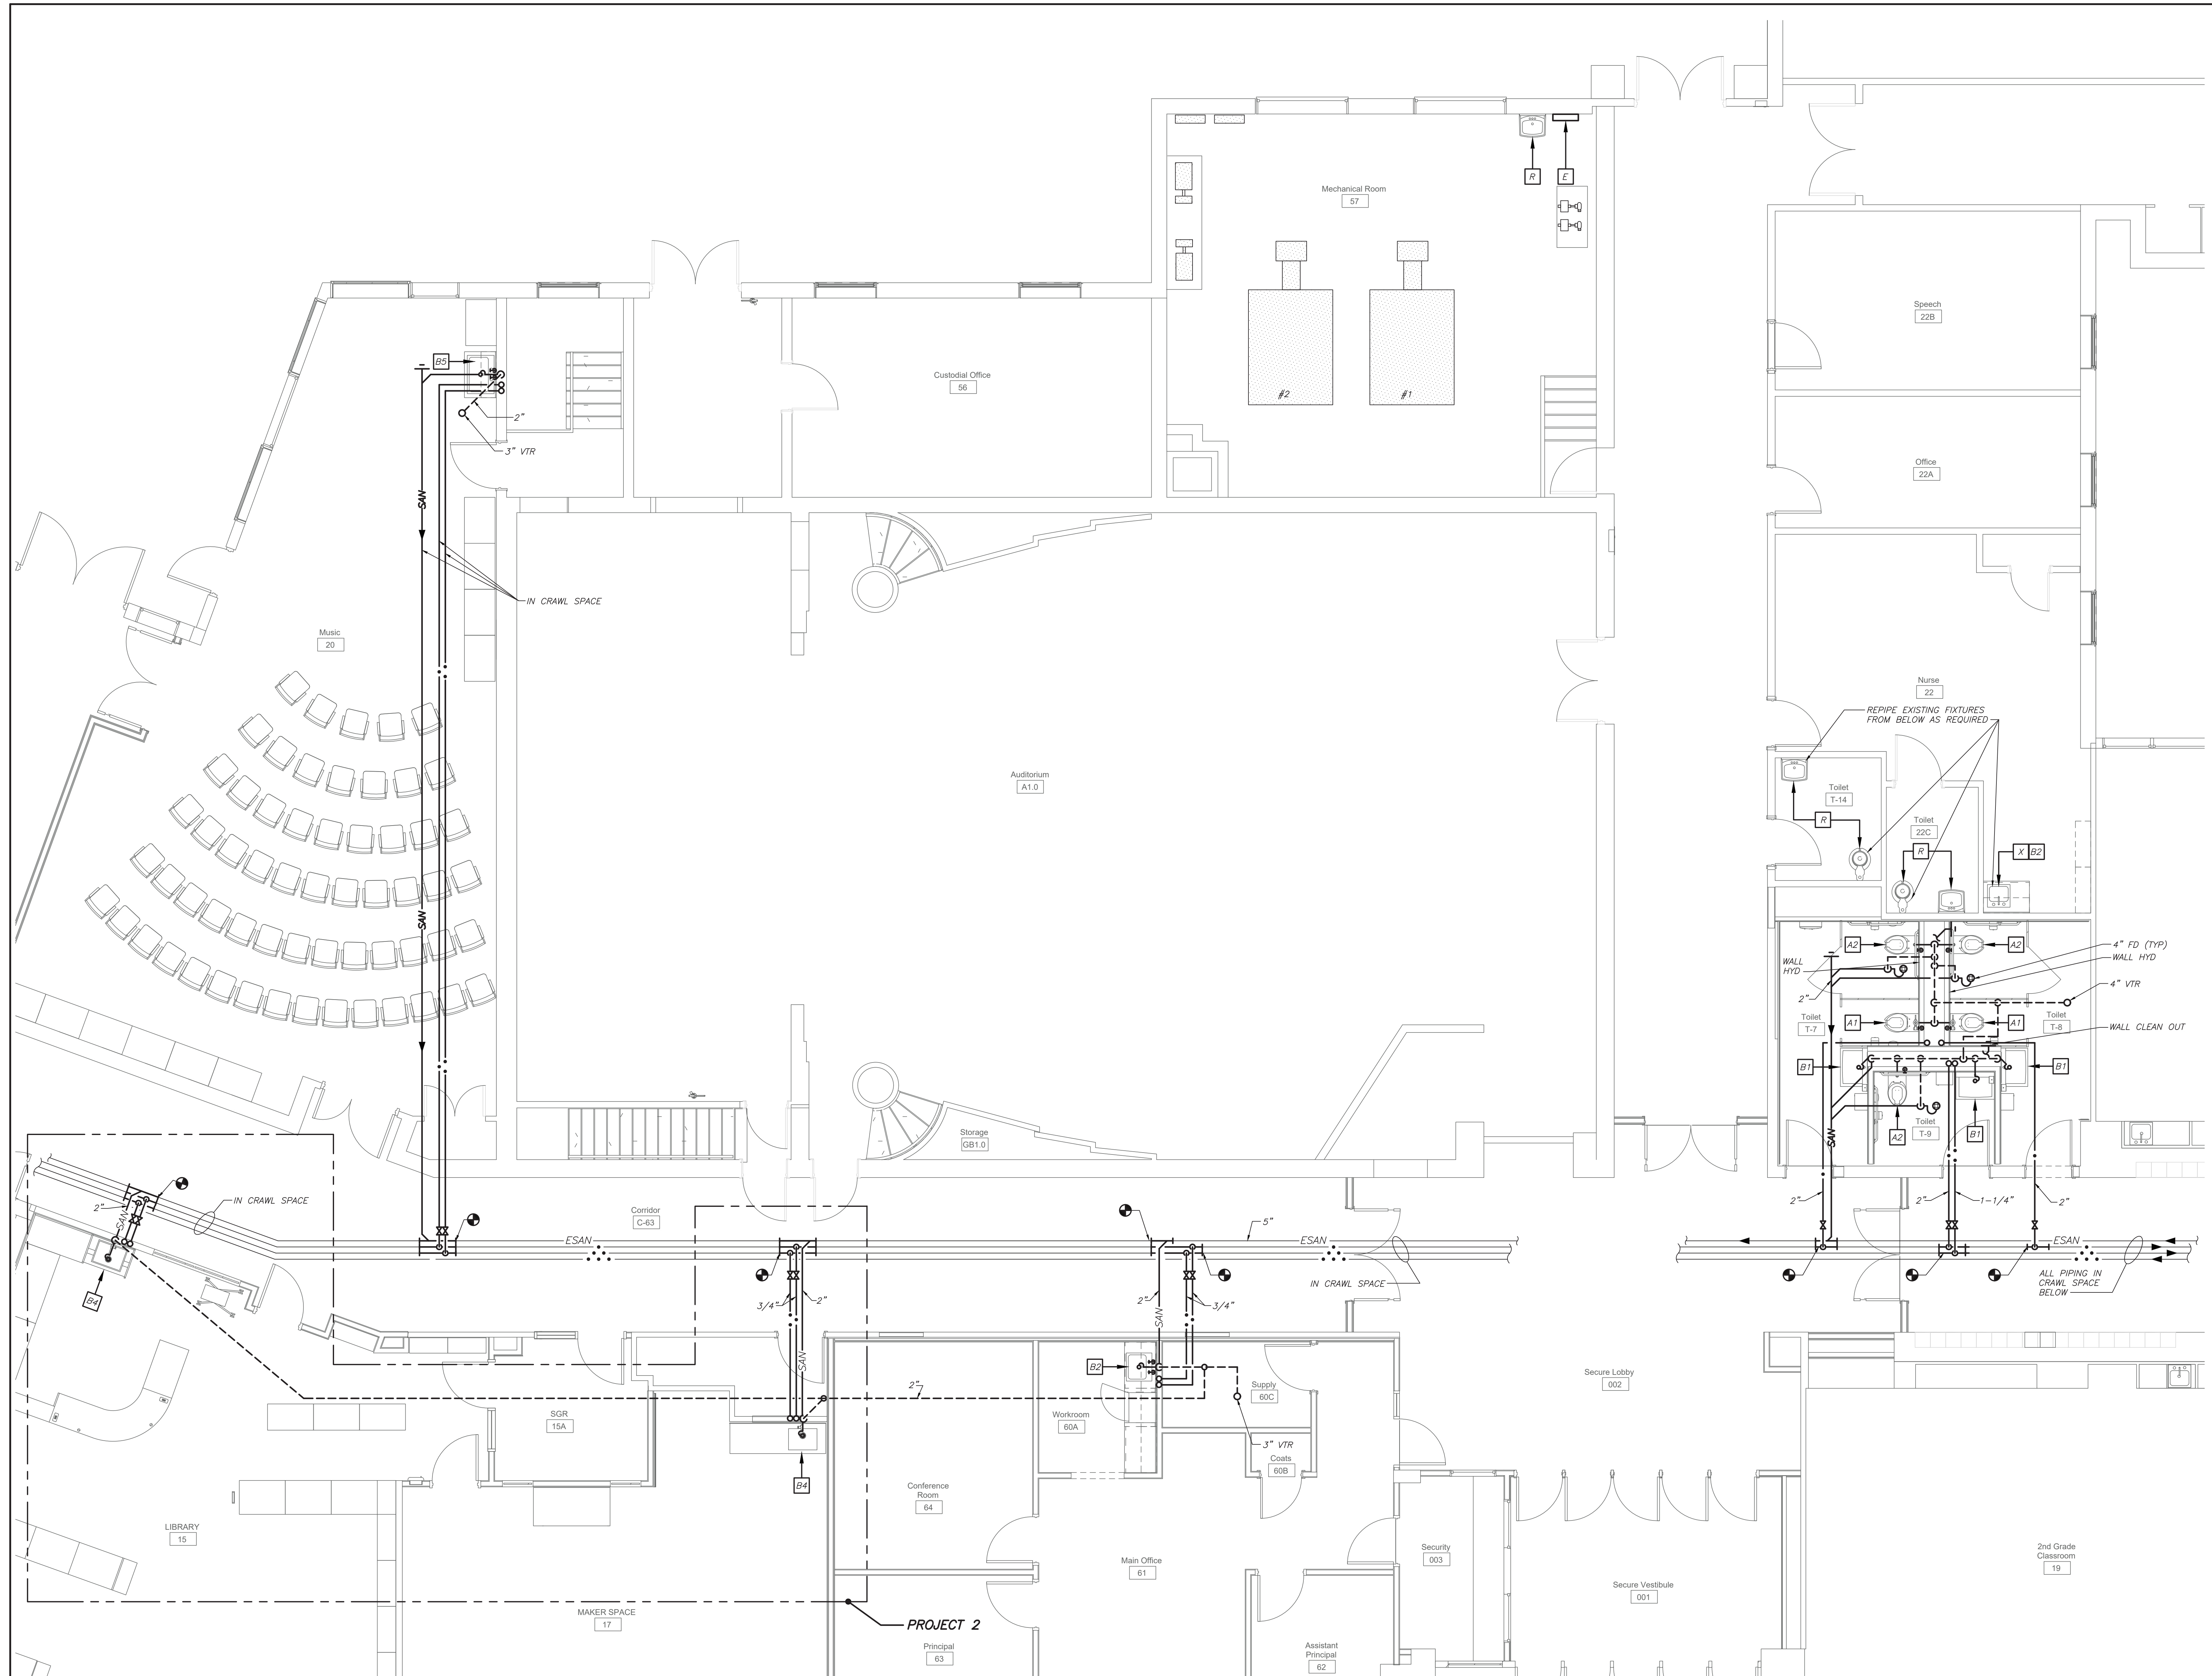 Mechanical Room
57
R
E
#2
#1
Speech
22B
Office
22A
Nurse
22
REPIPE EXISTING FIXTURES
FROM BELOW AS REQUIRED
Custodial Office
56
B5
2"
3" VTR
SAN
IN CRAWL SPACE
Music
20
SAN
Auditorium
A1.0
Toilet
T-14
R
Toilet
22C
R
X B2
A2
A2
WALL
HYD
4" FD (TYP)
WALL HYD
4" VTR
2"
Toilet
T-7
A1
A1
Toilet
T-8
WALL CLEAN OUT
B1
B1
Toilet
T-9
A2
B1
SAN
2"
2"
1-1/4"
2"
Storage
GB1.0
Corridor
C-63
IN CRAWL SPACE
2"
SAN
B4
ESAN
5"
ESAN
ESAN
IN CRAWL SPACE
ALL PIPING IN
CRAWL SPACE
BELOW
3/4"
2"
SAN
2"
SAN
3/4"
2"
B2
Supply
60C
Workroom
60A
3" VTR
Coats
60B
SGR
15A
B4
Conference
Room
64
Secure Lobby
002
LIBRARY
15
Main Office
61
Security
003
Secure Vestibule
001
2nd Grade
Classroom
19
MAKER SPACE
17
PROJECT 2
Principal
63
Assistant
Principal
62